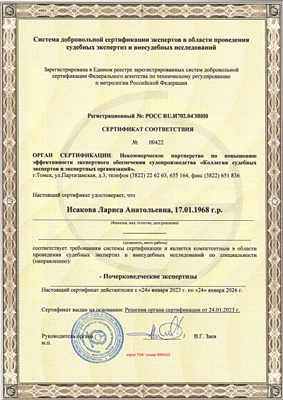 Система добровольной сертификации экспертов в области проведения
судебных экспертиз и внесудебных исследований
Зарегистрирована в Едином реестре зарегистрированных систем добровольной
сертификации Федерального агентства по техническому регулированию
и метрологии Российской Федерации
Регистрационный № РОСС RU.И702.04ЭВН0
СЕРТИФИКАТ СООТВЕТСТВИЯ
№
00422
ОРГАН СЕРТИФИКАЦИИ: Некоммерческое партнерство по повышению
эффективности экспертного обеспечения судопроизводства «Коллегия судебных
экспертов и экспертных организаций».
г.Томск, ул.Партизанская, д.3, телефон (3822) 22 62 63, 655 164, факс (3822) 651 836
Настоящий сертификат удостоверяет, что
Исакова Лариса Анатольевна, 17.01.1968 г.р.
(Фамилия, имя, отчество, дата рождения)
(должность, место работы)
соответствует требованиям системы сертификации и является компетентным в области
проведения судебных экспертиз и внесудебных исследований по специальности
(направлению):
- Почерковедческие экспертизы
Настоящий сертификат действителен с «24» января 2023 г. по «24» января 2026 г.
Сертификат выдан на основании: Решения органа сертификации от 24.01.2023 г.
Руководитель органа
В.Г. Заев
м.п.
серия ТМС номер 0000422